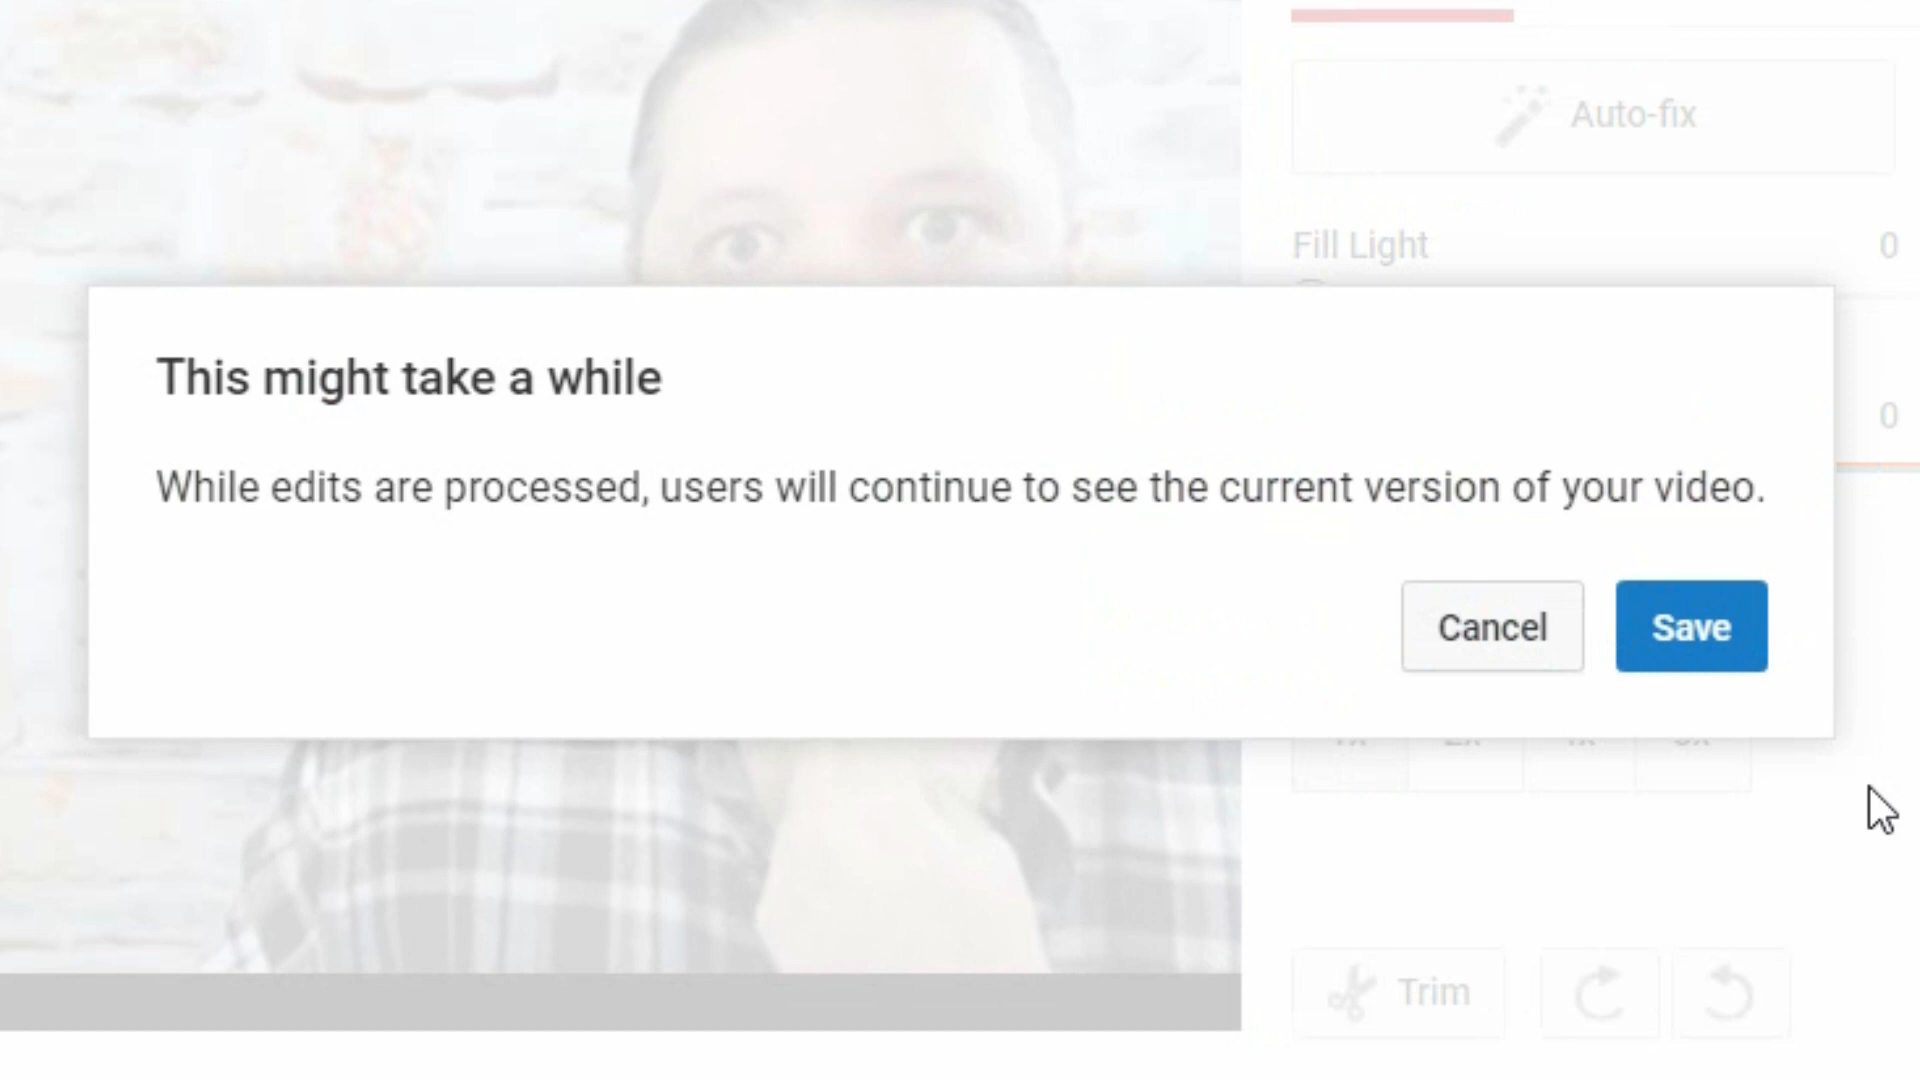 Auto-fix
Fill Light 0
This might take a while
0
While edits are processed, users will continue to see the current version of your video.
Cancel Save
Trim